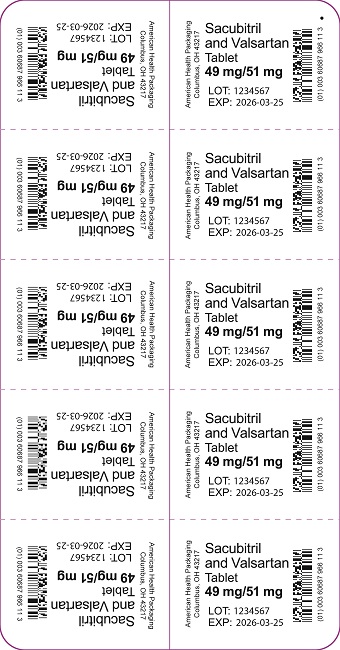 Sacubitril
and Valsartan
Tablet
49 mg/51 mg
LOT: 1234567
EXP: 2026-03-25
American Health Packaging
Columbus, OH 43217
(01) 003 60687 966 11 3
American Health Packaging
Columbus, OH 43217
Sacubitril
and Valsartan
Tablet
49 mg/51 mg
LOT: 1234567
EXP: 2026-03-25
(01) 003 60687 966 11 3
Sacubitril
and Valsartan
Tablet
49 mg/51 mg
LOT: 1234567
EXP: 2026-03-25
American Health Packaging
Columbus, OH 43217
(01) 003 60687 966 11 3
American Health Packaging
Columbus, OH 43217
Sacubitril
and Valsartan
Tablet
49 mg/51 mg
LOT: 1234567
EXP: 2026-03-25
(01) 003 60687 966 11 3
Sacubitril
and Valsartan
Tablet
49 mg/51 mg
LOT: 1234567
EXP: 2026-03-25
American Health Packaging
Columbus, OH 43217
(01) 003 60687 966 11 3
American Health Packaging
Columbus, OH 43217
Sacubitril
and Valsartan
Tablet
49 mg/51 mg
LOT: 1234567
EXP: 2026-03-25
(01) 003 60687 966 11 3
Sacubitril
and Valsartan
Tablet
49 mg/51 mg
LOT: 1234567
EXP: 2026-03-25
American Health Packaging
Columbus, OH 43217
(01) 003 60687 966 11 3
American Health Packaging
Columbus, OH 43217
Sacubitril
and Valsartan
Tablet
49 mg/51 mg
LOT: 1234567
EXP: 2026-03-25
(01) 003 60687 966 11 3
Sacubitril
and Valsartan
Tablet
49 mg/51 mg
LOT: 1234567
EXP: 2026-03-25
American Health Packaging
Columbus, OH 43217
(01) 003 60687 966 11 3
American Health Packaging
Columbus, OH 43217
Sacubitril
and Valsartan
Tablet
49 mg/51 mg
LOT: 1234567
EXP: 2026-03-25
(01) 003 60687 966 11 3